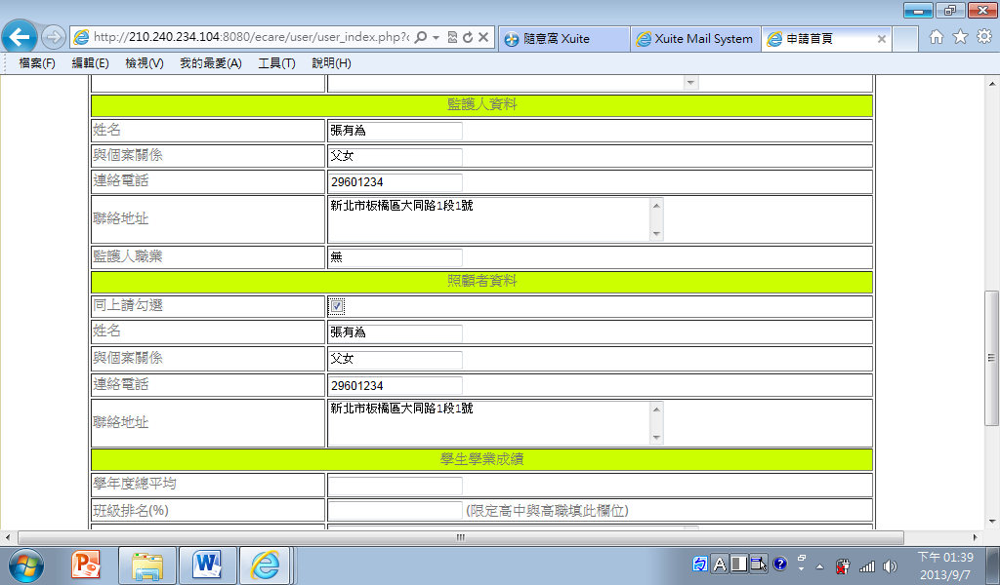 http://210.240.234.104:8080/ecare/user/user_index.php?c
隨意窩 Xuite
Xuite Mail System
申請首頁
檔案(F) 編輯(E) 檢視(V) 我的最愛(A) 工具(T) 說明(H)
監護人資料
姓名 張有為
與個案關係 父女
連絡電話 29601234
聯絡地址 新北市板橋區大同路1段1號
監護人職業 無
照顧者資料
同上請勾選
姓名 張有為
與個案關係 父女
連絡電話 29601234
聯絡地址 新北市板橋區大同路1段1號
學生學業成績
學年度總平均
班級排名(%) (限定高中與高職填此欄位)
下午 01:39
2013/9/7